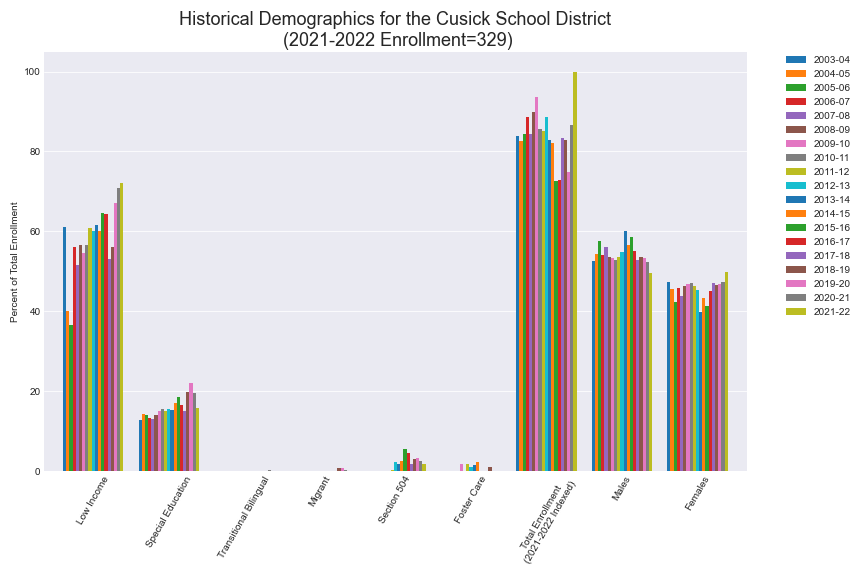 Historical Demographics for the Cusick School District
(2021-2022 Enrollment=329)
Percent of Total Enrollment
100
80
60
40
20
0
Low Income
Special Education
Transitional Bilingual
Migrant
Section 504
Foster Care
Total Enrollment
(2021-2022 Indexed)
Males
Females
2003-04
2004-05
2005-06
2006-07
2007-08
2008-09
2009-10
2010-11
2011-12
2012-13
2013-14
2014-15
2015-16
2016-17
2017-18
2018-19
2019-20
2020-21
2021-22